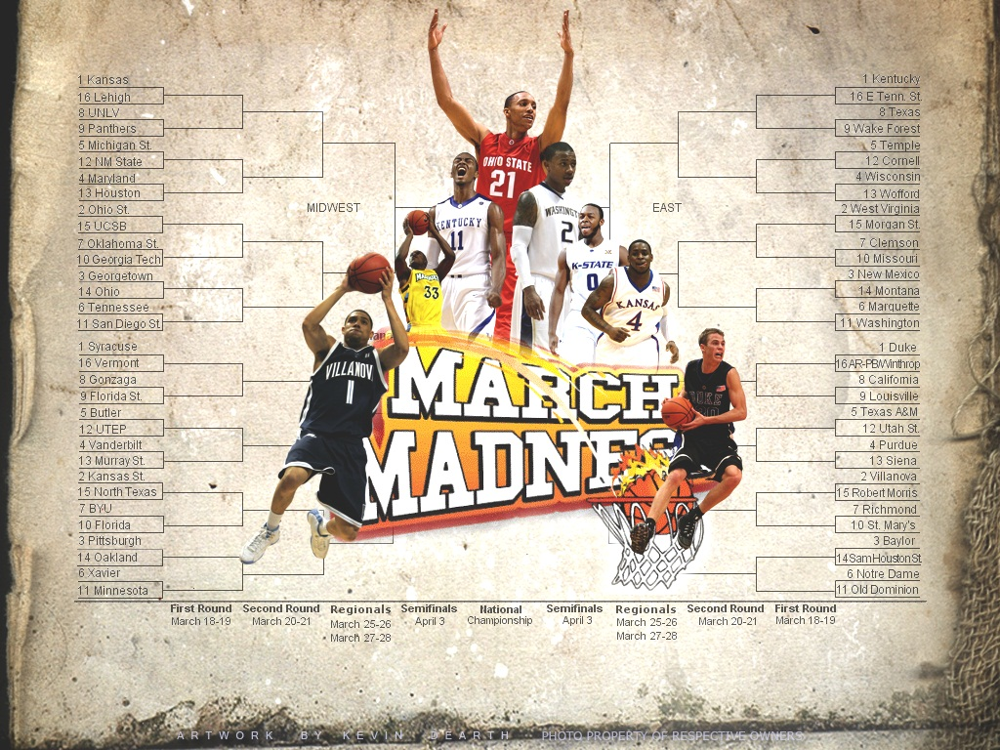 1 Kansas
16 Lehigh
8 UNLV
9 Panthers
5 Michigan St.
12 NM State
4 Maryland
13 Houston
2 Ohio St.
15 UCSB
7 Oklahoma St.
10 Georgia Tech
3 Georgetown
14 Ohio
6 Tennessee
11 San Diego St.
MIDWEST
1 Syracuse
16 Vermont
8 Gonzaga
9 Florida St.
5 Butler
12 UTEP
4 Vanderbilt
13 Murray St.
2 Kansas St.
15 North Texas
7 BYU
10 Florida
3 Pittsburgh
14 Oakland
6 Xavier
11 Minnesota
OHIO STATE
21
KENTUCKY
11
WASHINGT
2
K-STATE
0
KANSAS
4
33
VILLANOV
1
DUKE
MARCH
MADNES
1 Kentucky
16 E Tenn. St.
8 Texas
9 Wake Forest
5 Temple
12 Cornell
4 Wisconsin
13 Wofford
2 West Virginia
15 Morgan St.
7 Clemson
10 Missouri
3 New Mexico
14 Montana
6 Marquette
11 Washington
EAST
1 Duke
16AR-PB/Winthrop
8 California
9 Louisville
5 Texas A&M
12 Utah St.
4 Purdue
13 Siena
2 Villanova
15 Robert Morris
7 Richmond
10 St. Mary's
3 Baylor
14SamHoustonSt.
6 Notre Dame
11 Old Dominion
First Round
March 18-19
Second Round
March 20-21
Regionals
March 25-26
March 27-28
Semifinals
April 3
National
Championship
Semifinals
April 3
Regionals
March 25-26
March 27-28
Second Round
March 20-21
First Round
March 18-19
ARTWORK BY KEVIN DEARTH PHOTO PROPERTY OF RESPECTIVE OWNERS